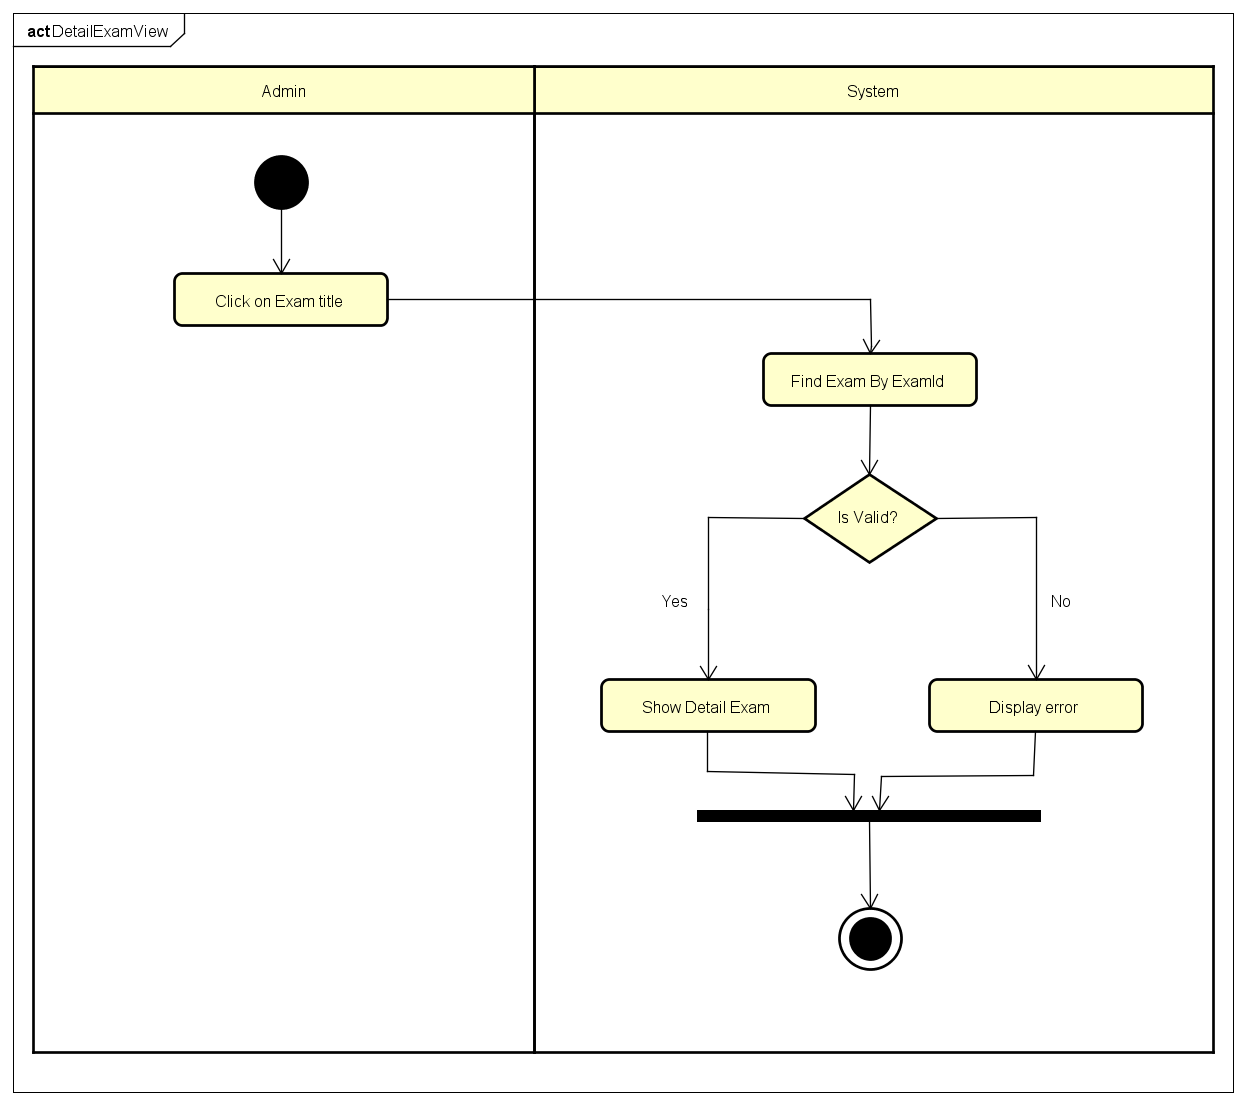 act DetailExamView
Admin
System
Click on Exam title
Find Exam By ExamId
Is Valid?
Yes
No
Show Detail Exam
Display error